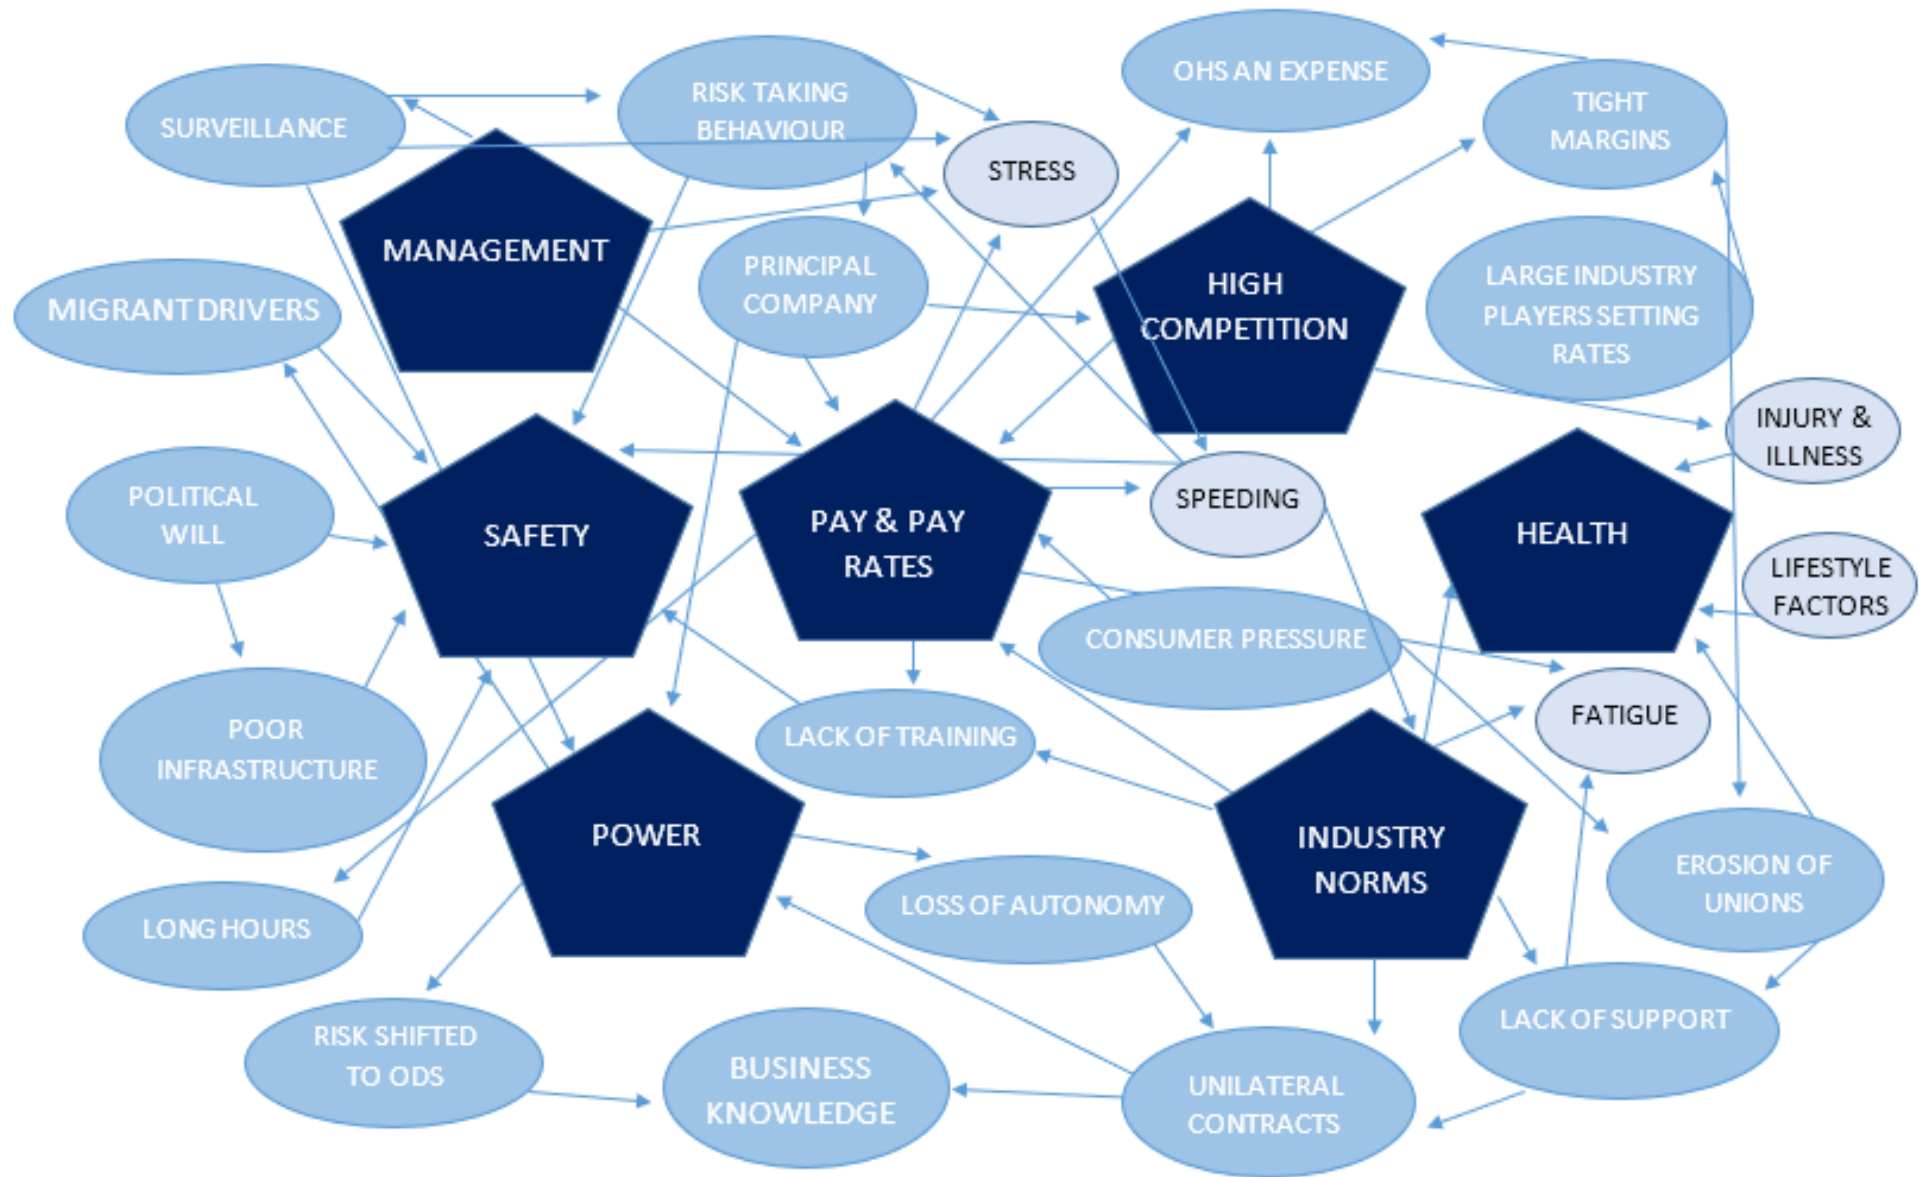 OHS AN EXPENSE
RISK TAKING
BEHAVIOUR
TIGHT
MARGINS
SURVEILLANCE
STRESS
MANAGEMENT
PRINCIPAL
COMPANY
HIGH
COMPETITION
LARGE INDUSTRY
PLAYERS SETTING
RATES
MIGRANT DRIVERS
INJURY &
ILLNESS
POLITICAL
WILL
SAFETY
PAY & PAY
RATES
SPEEDING
HEALTH
LIFESTYLE
FACTORS
CONSUMER PRESSURE
POOR
INFRASTRUCTURE
LACK OF TRAINING
FATIGUE
POWER
INDUSTRY
NORMS
EROSION OF
UNIONS
LONG HOURS
LOSS OF AUTONOMY
LACK OF SUPPORT
RISK SHIFTED
TO ODS
BUSINESS
KNOWLEDGE
UNILATERAL
CONTRACTS